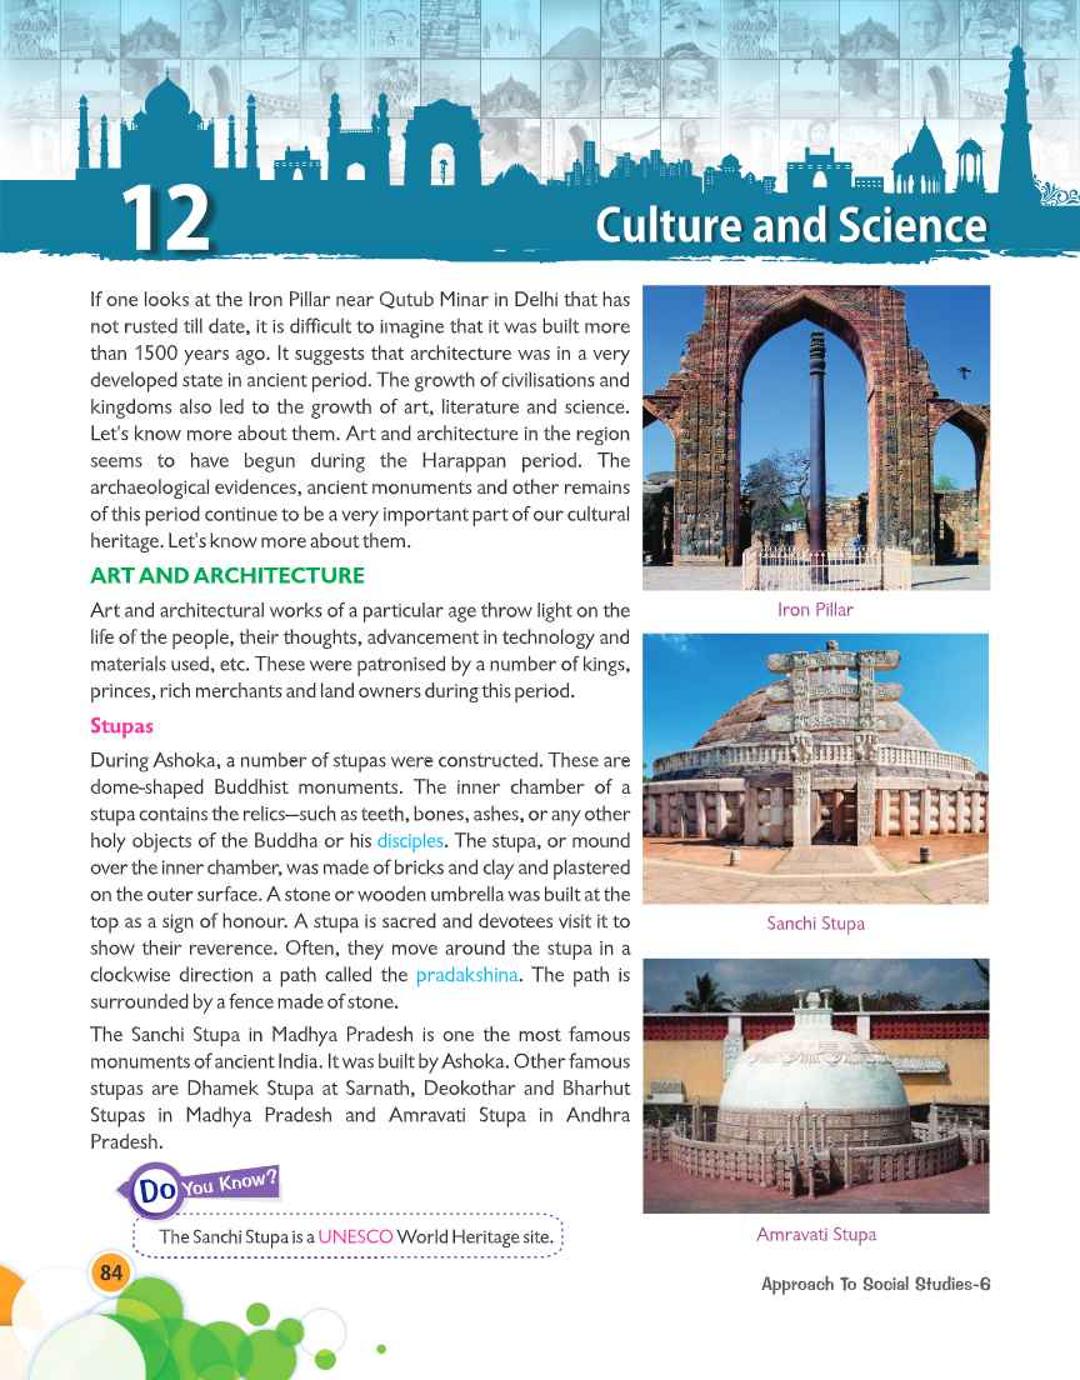 12
Culture and Science
If one looks at the Iron Pillar near Qutub Minar in Delhi that has
not rusted till date, it is difficult to imagine that it was built more
than 1500 years ago. It suggests that architecture was in a very
developed state in ancient period. The growth of civilisations and
kingdoms also led to the growth of art, literature and science.
Let's know more about them. Art and architecture in the region
seems to have begun during the Harappan period. The
archaeological evidences, ancient monuments and other remains
of this period continue to be a very important part of our cultural
heritage. Let's know more about them.
ART AND ARCHITECTURE
Art and architectural works of a particular age throw light on the
life of the people, their thoughts, advancement in technology and
materials used, etc. These were patronised by a number of kings,
princes, rich merchants and land owners during this period.
Stupas
During Ashoka, a number of stupas were constructed. These are
dome-shaped Buddhist monuments. The inner chamber of a
stupa contains the relics—such as teeth, bones, ashes, or any other
holy objects of the Buddha or his disciples. The stupa, or mound
over the inner chamber, was made of bricks and clay and plastered
on the outer surface. A stone or wooden umbrella was built at the
top as a sign of honour. A stupa is sacred and devotees visit it to
show their reverence. Often, they move around the stupa in a
clockwise direction a path called the pradakshina. The path is
surrounded by a fence made of stone.
The Sanchi Stupa in Madhya Pradesh is one the most famous
monuments of ancient India. It was built by Ashoka. Other famous
stupas are Dhamek Stupa at Sarnath, Deokothar and Bharhut
Stupas in Madhya Pradesh and Amravati Stupa in Andhra
Pradesh.
Do You Know?
The Sanchi Stupa is a UNESCO World Heritage site.
Iron Pillar
Sanchi Stupa
Amravati Stupa
84
Approach To Social Studies-6